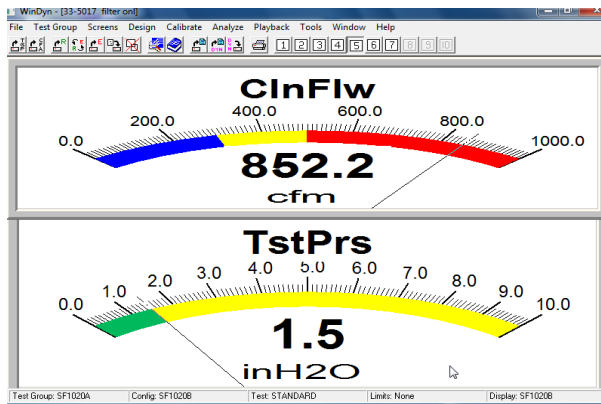 WinDyn - [33-5017 filter onl]
File Test Group Screens Design Calibrate Analyze Playback Tools Window Help
1 2 3 4 5 6 7 8 9 10
ClnFlw
0.0 200.0 400.0 600.0 800.0 1000.0
852.2
cfm
TstPrs
0.0 1.0 2.0 3.0 4.0 5.0 6.0 7.0 8.0 9.0 10.0
1.5
inH2O
Test Group: SF1020A Config: SF1020B Test: STANDARD Limits: None Display: SF1020B